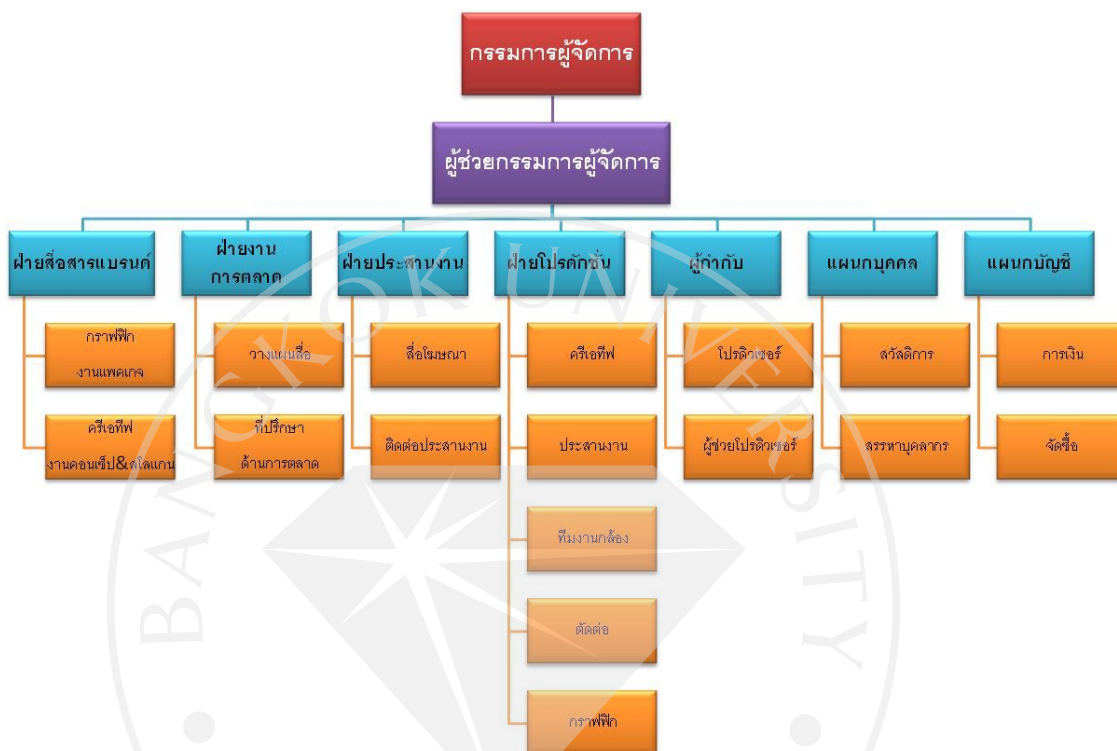 กรรมการผู้จัดการ
ผู้ช่วยกรรมการผู้จัดการ
ฝ่ายสื่อสารแบรนด์
ฝ่ายงาน
การตลาด
ฝ่ายประสานงาน
ฝ่ายโปรดักชั่น
ผู้กำกับ
แผนกบุคคล
แผนกบัญชี
กราฟฟิก
งานแพคเกจ
วางแผนสื่อ
สื่อโฆษณา
ครีเอทีฟ
โปรดิวเซอร์
สวัสดิการ
การเงิน
ครีเอทีฟ
งานคอนเซ็ป&สโลแกน
ที่ปรึกษา
ด้านการตลาด
ติดต่อประสานงาน
ประสานงาน
ผู้ช่วยโปรดิวเซอร์
สรรหาบุคลากร
จัดซื้อ
ทีมงานกล้อง
ตัดต่อ
กราฟฟิก
BANGKOK UNIVERSITY